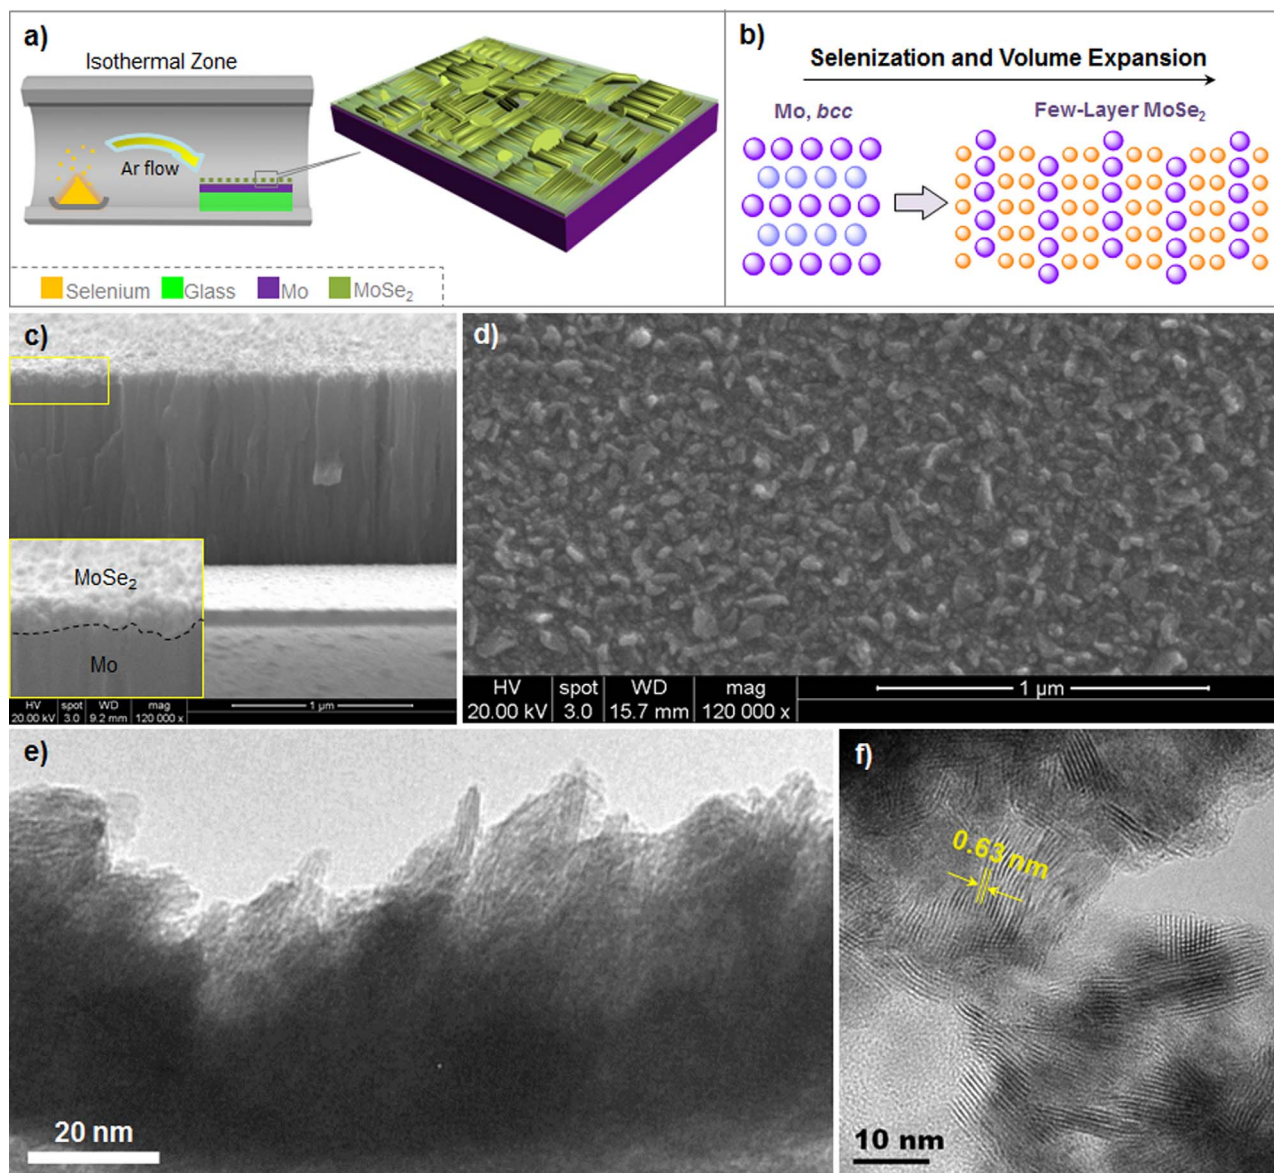 a)
Isothermal Zone
Ar flow
Selenium Glass Mo MoSe₂
b)
Selenization and Volume Expansion
Mo, bcc
Few-Layer MoSe₂
c)
MoSe₂
Mo
HV spot WD mag
20.00 kV 3.0 9.2 mm 120 000 x
1 µm
d)
HV spot WD mag
20.00 kV 3.0 15.7 mm 120 000 x
1 µm
e)
20 nm
f)
0.63 nm
10 nm